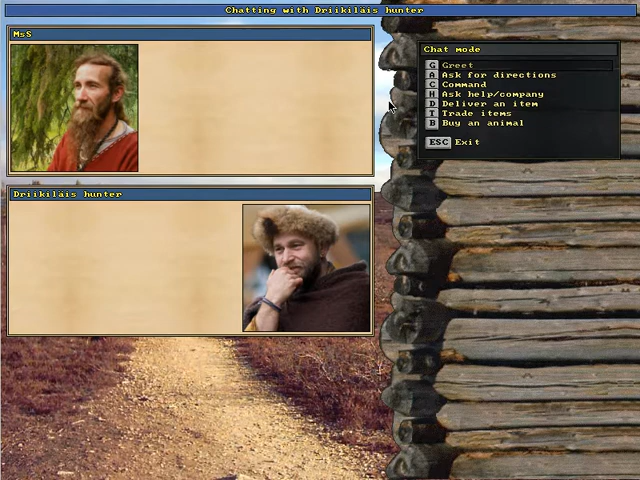 Chatting with Driikiläis hunter
MsS
Chat mode
G Greet
A Ask for directions
C Command
H Ask help/company
D Deliver an item
T Trade items
B Buy an animal
ESC Exit
Driikiläis hunter